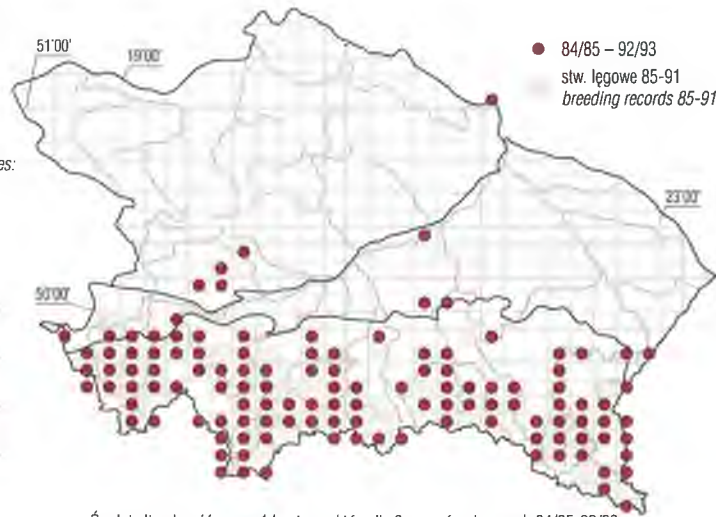 51°00'
19°00'
84/85 – 92/93
stw. lęgowe 85-91
breeding records 85-91
es:
23°00'
50°00'